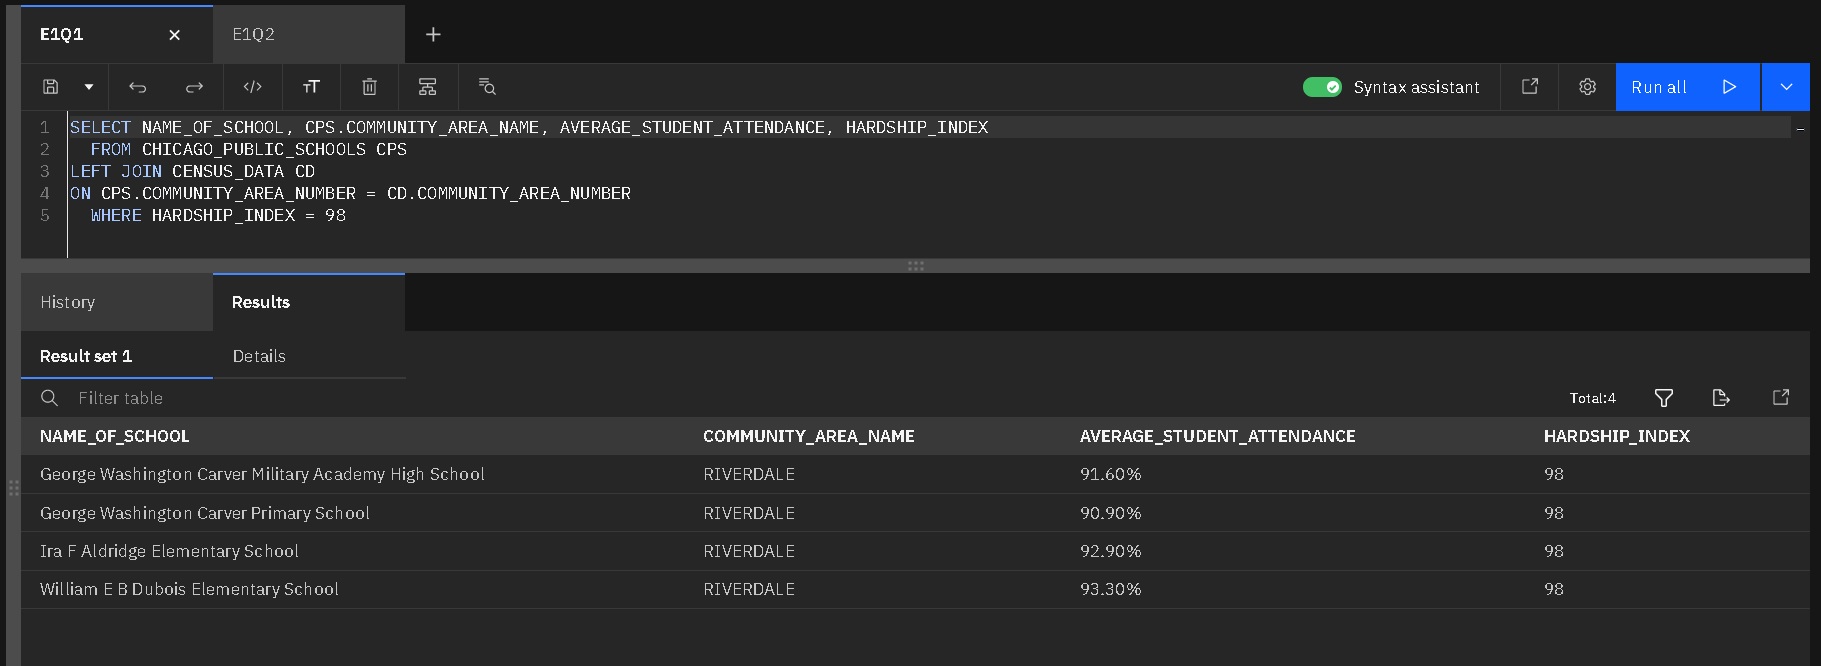 E1Q1 × E1Q2 +
</> тT Syntax assistant Run all
1 SELECT NAME_OF_SCHOOL, CPS.COMMUNITY_AREA_NAME, AVERAGE_STUDENT_ATTENDANCE, HARDSHIP_INDEX
2 FROM CHICAGO_PUBLIC_SCHOOLS CPS
3 LEFT JOIN CENSUS_DATA CD
4 ON CPS.COMMUNITY_AREA_NUMBER = CD.COMMUNITY_AREA_NUMBER
5 WHERE HARDSHIP_INDEX = 98
History Results
Result set 1 Details
Filter table Total:4
NAME_OF_SCHOOL COMMUNITY_AREA_NAME AVERAGE_STUDENT_ATTENDANCE HARDSHIP_INDEX
George Washington Carver Military Academy High School RIVERDALE 91.60% 98
George Washington Carver Primary School RIVERDALE 90.90% 98
Ira F Aldridge Elementary School RIVERDALE 92.90% 98
William E B Dubois Elementary School RIVERDALE 93.30% 98